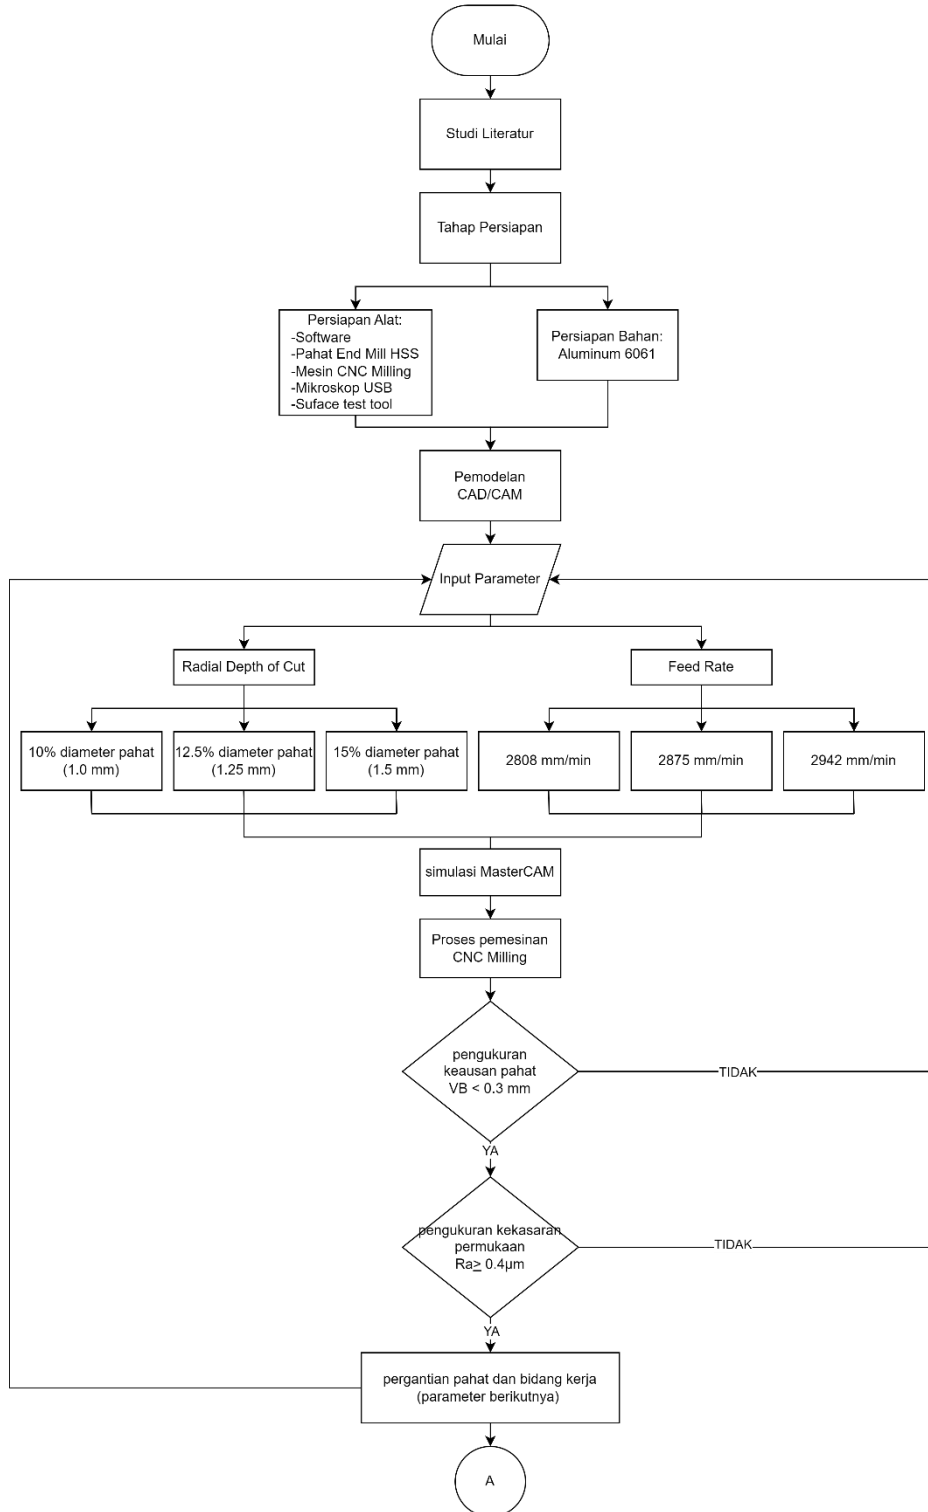 Mulai
Studi Literatur
Tahap Persiapan
Persiapan Alat:
-Software
-Pahat End Mill HSS
-Mesin CNC Milling
-Mikroskop USB
-Suface test tool
Persiapan Bahan:
Aluminum 6061
Pemodelan
CAD/CAM
Input Parameter
Radial Depth of Cut
Feed Rate
10% diameter pahat
(1.0 mm)
12.5% diameter pahat
(1.25 mm)
15% diameter pahat
(1.5 mm)
2808 mm/min
2875 mm/min
2942 mm/min
simulasi MasterCAM
Proses pemesinan
CNC Milling
pengukuran
keausan pahat
VB < 0.3 mm
TIDAK
YA
pengukuran kekasaran
permukaan
Ra≥ 0.4μm
TIDAK
YA
pergantian pahat dan bidang kerja
(parameter berikutnya)
A